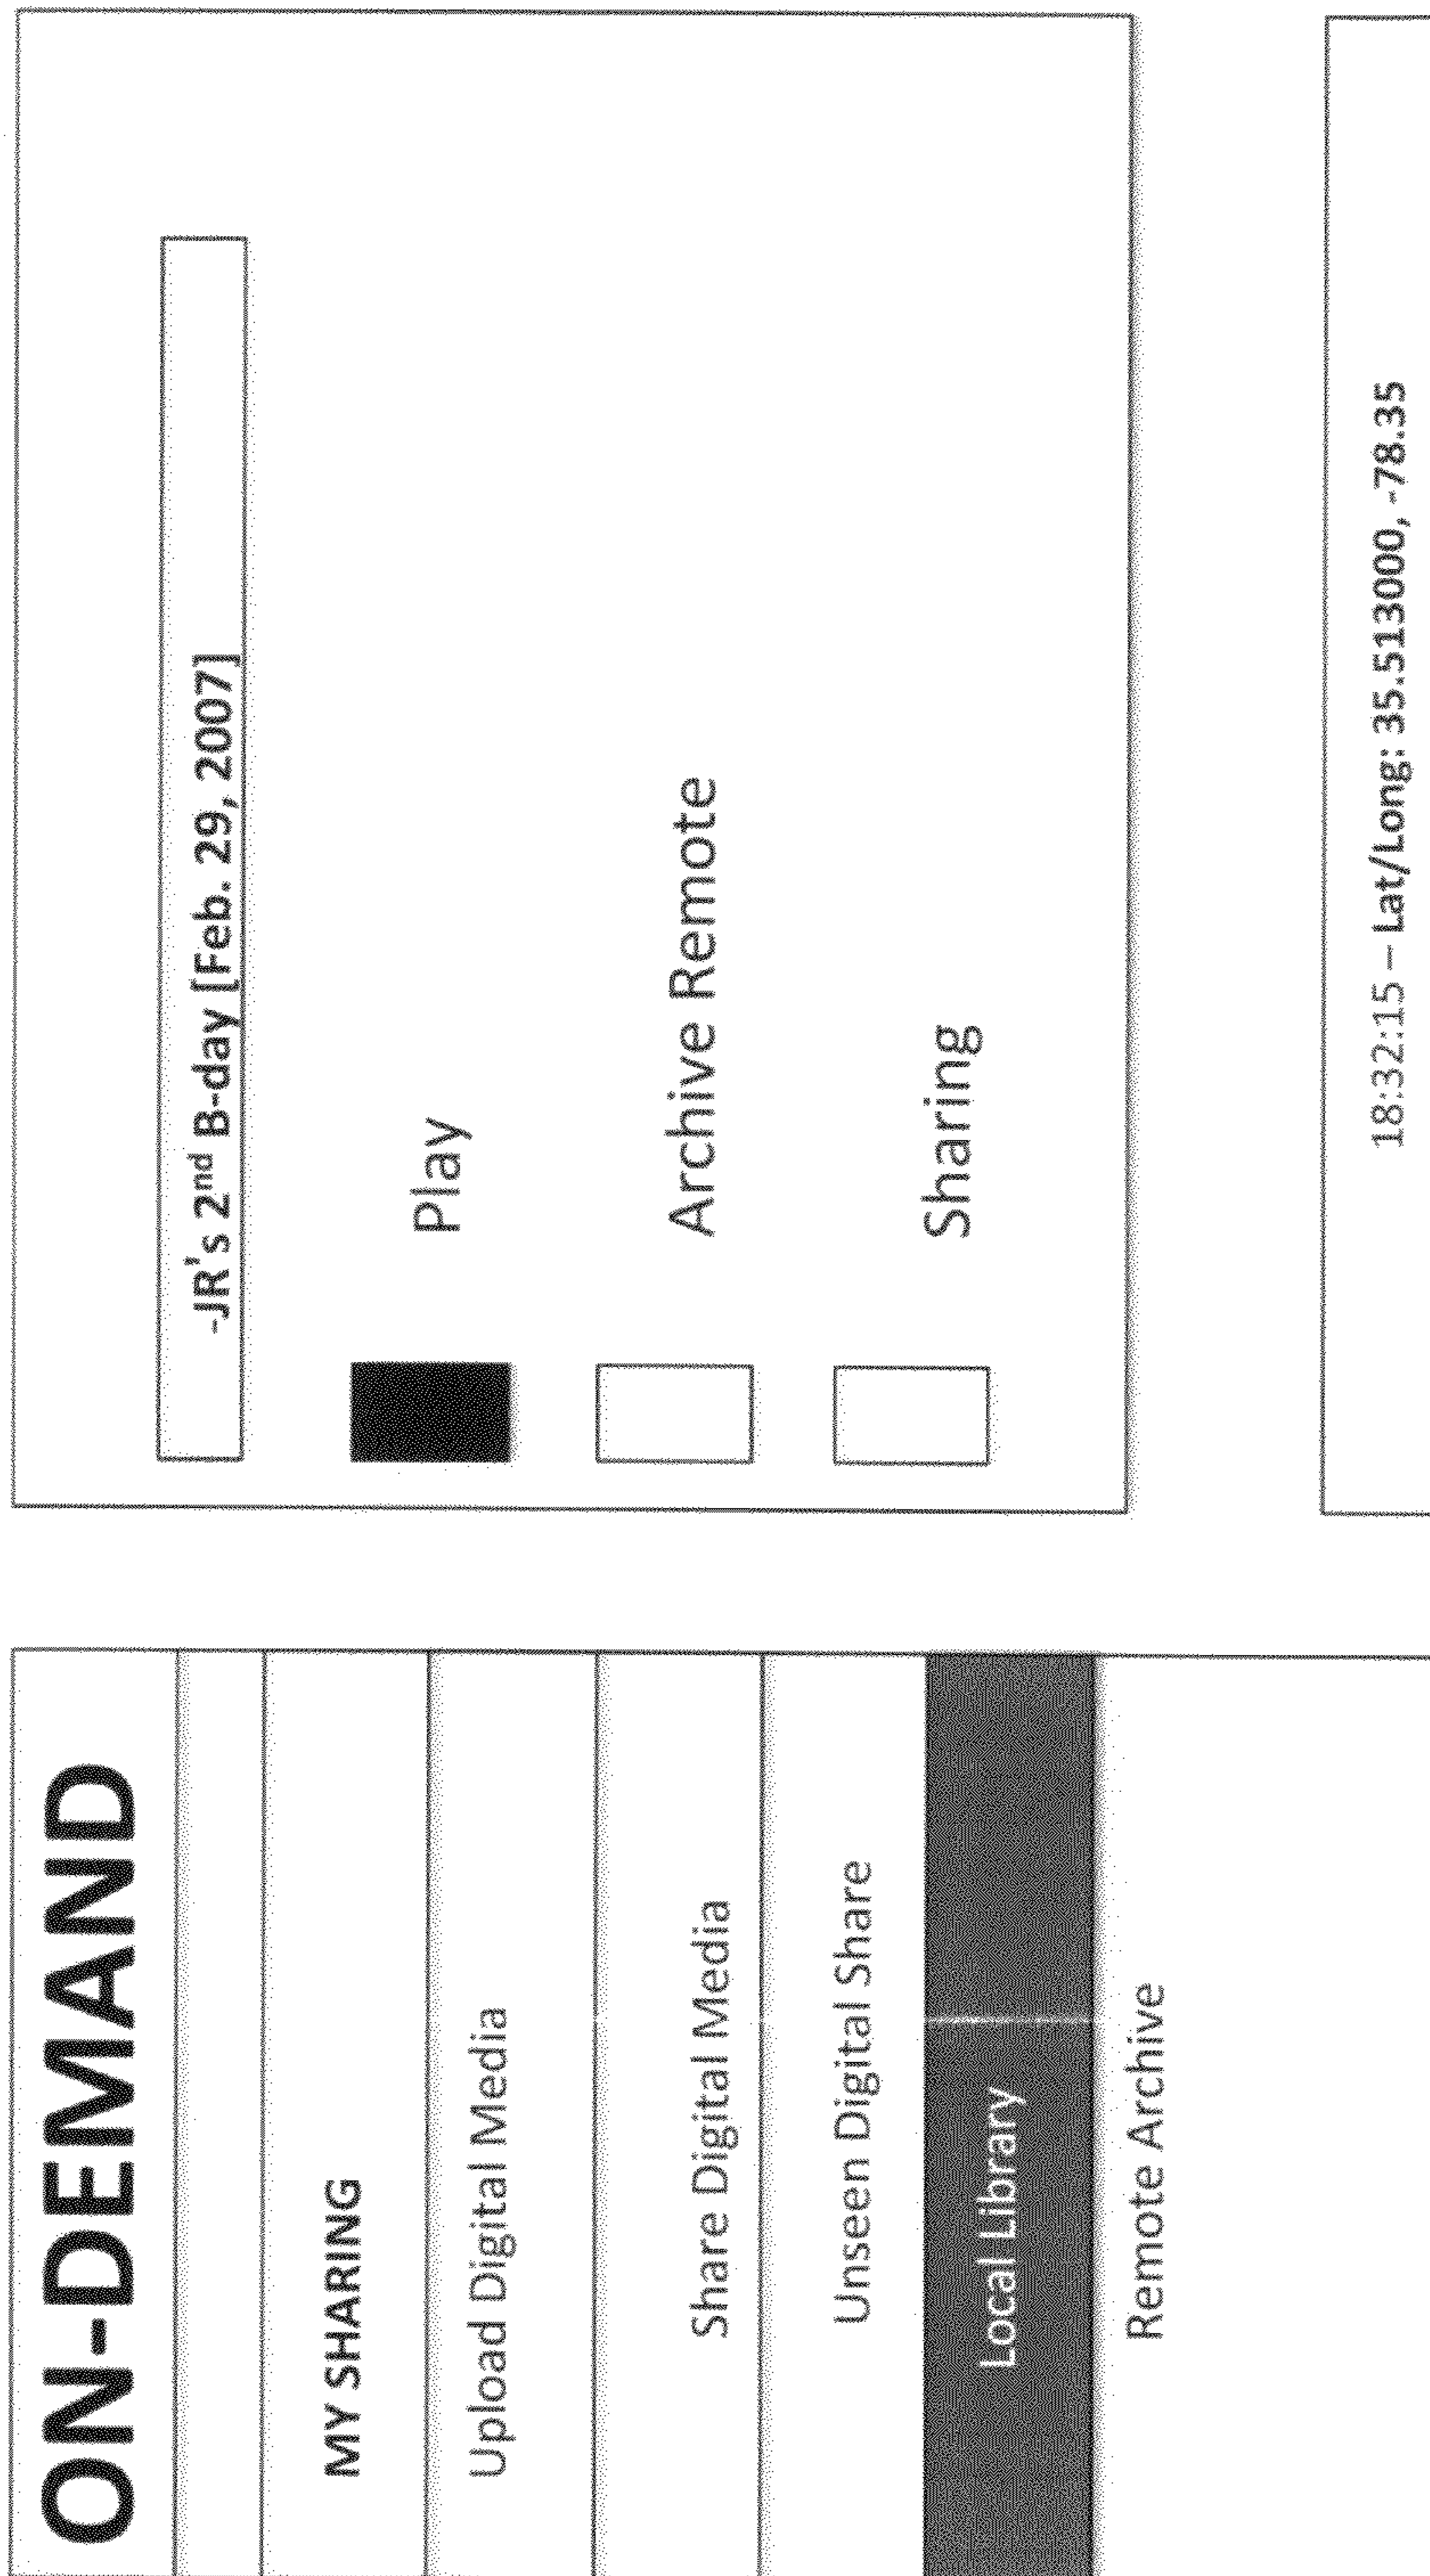 ON-DEMAND
MY SHARING
Upload Digital Media
Share Digital Media
Unseen Digital Share
Local Library
Remote Archive
-JR's 2nd B-day [Feb. 29, 2007]
Play
Archive Remote
Sharing
18:32:15 – Lat/Long: 35.513000, -78.35